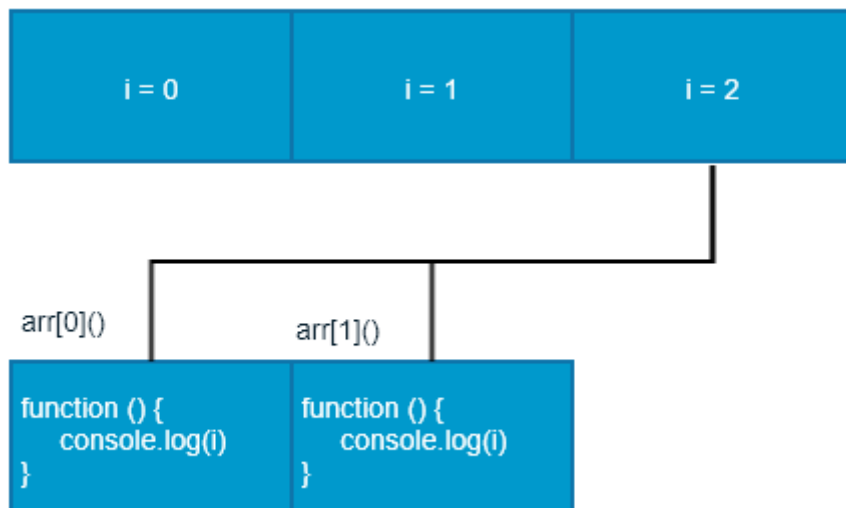 i = 0
i = 1
i = 2
arr[0]()
arr[1]()
function () {
console.log(i)
}
function () {
console.log(i)
}